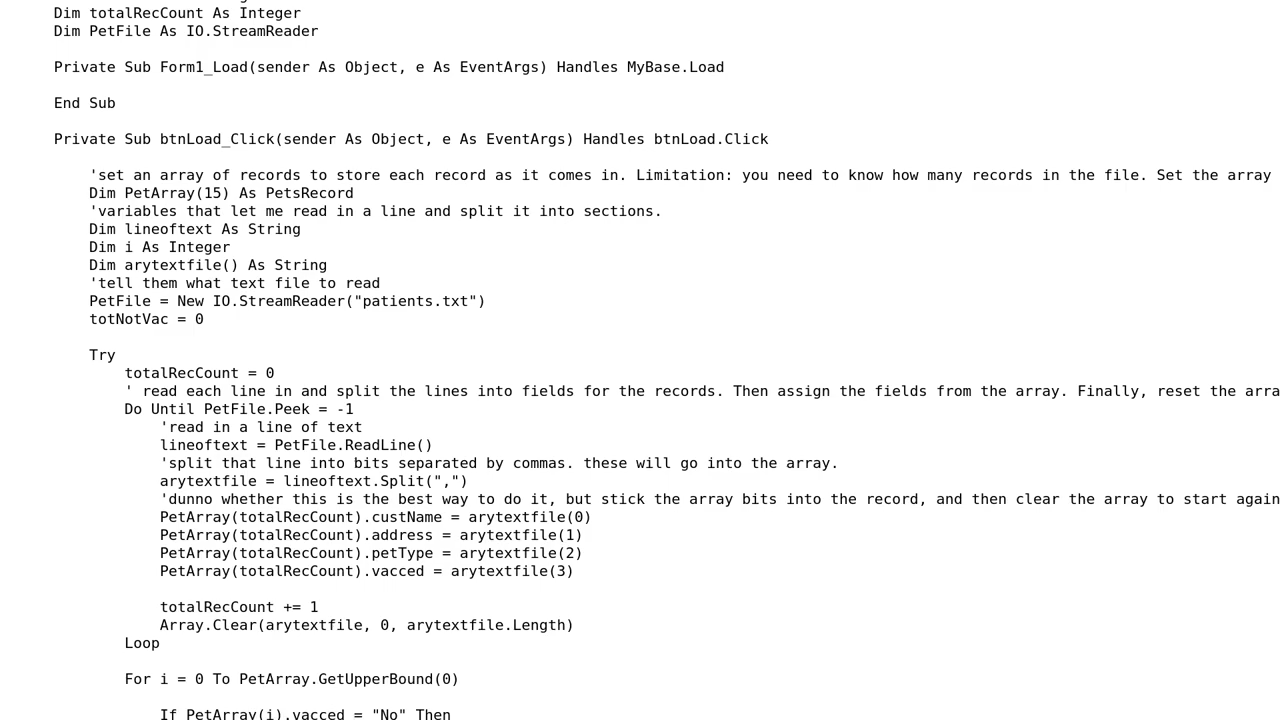 Dim totalRecCount As Integer
Dim PetFile As IO.StreamReader
Private Sub Form1_Load(sender As Object, e As EventArgs) Handles MyBase.Load
End Sub
Private Sub btnLoad_Click(sender As Object, e As EventArgs) Handles btnLoad.Click
'set an array of records to store each record as it comes in. Limitation: you need to know how many records in the file. Set the array
Dim PetArray(15) As PetsRecord
'variables that let me read in a line and split it into sections.
Dim lineoftext As String
Dim i As Integer
Dim arytextfile() As String
'tell them what text file to read
PetFile = New IO.StreamReader("patients.txt")
totNotVac = 0
Try
totalRecCount = 0
' read each line in and split the lines into fields for the records. Then assign the fields from the array. Finally, reset the arra
Do Until PetFile.Peek = -1
'read in a line of text
lineoftext = PetFile.ReadLine()
'split that line into bits separated by commas. these will go into the array.
arytextfile = lineoftext.Split(",")
'dunno whether this is the best way to do it, but stick the array bits into the record, and then clear the array to start again
PetArray(totalRecCount).custName = arytextfile(0)
PetArray(totalRecCount).address = arytextfile(1)
PetArray(totalRecCount).petType = arytextfile(2)
PetArray(totalRecCount).vacced = arytextfile(3)
totalRecCount += 1
Array.Clear(arytextfile, 0, arytextfile.Length)
Loop
For i = 0 To PetArray.GetUpperBound(0)
If PetArray(i).vacced = "No" Then